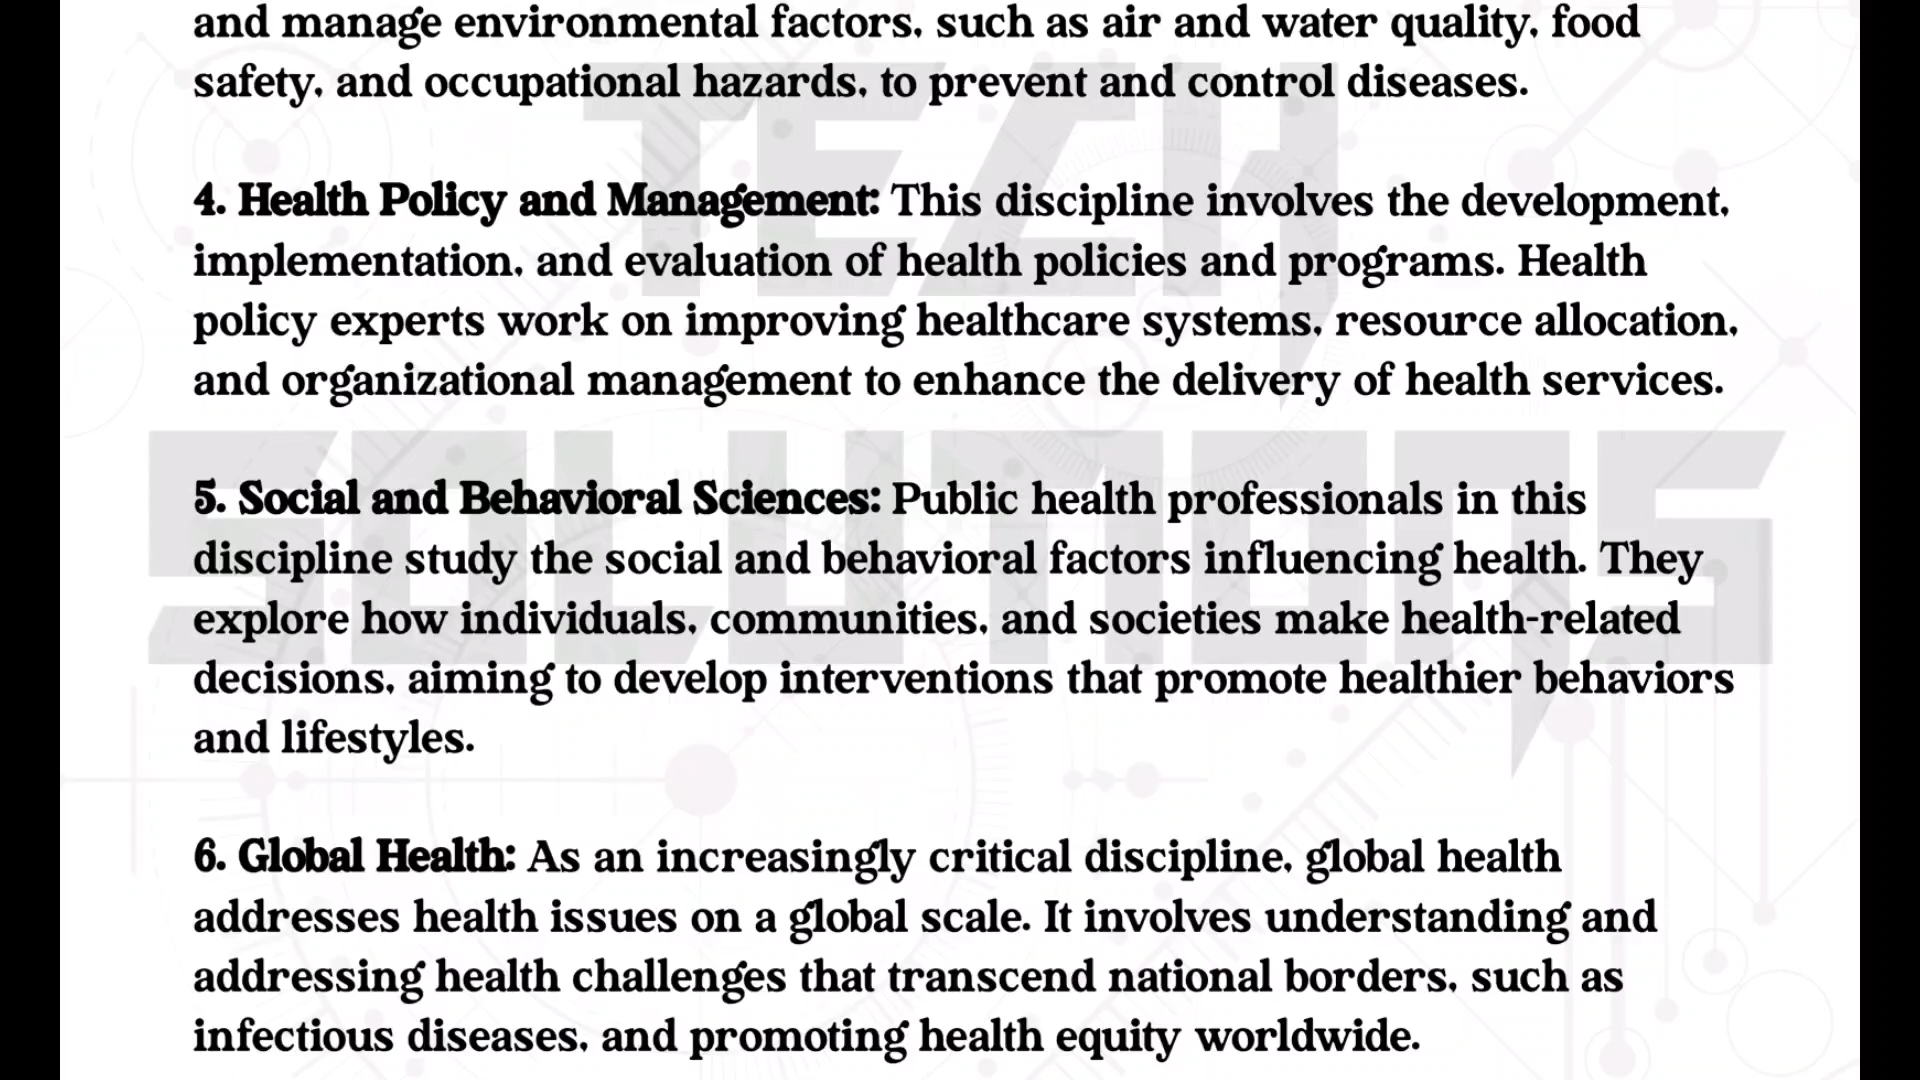 and manage environmental factors, such as air and water quality, food
safety, and occupational hazards, to prevent and control diseases.
4. Health Policy and Management: This discipline involves the development,
implementation, and evaluation of health policies and programs. Health
policy experts work on improving healthcare systems, resource allocation,
and organizational management to enhance the delivery of health services.
5. Social and Behavioral Sciences: Public health professionals in this
discipline study the social and behavioral factors influencing health. They
explore how individuals, communities, and societies make health-related
decisions, aiming to develop interventions that promote healthier behaviors
and lifestyles.
6. Global Health: As an increasingly critical discipline, global health
addresses health issues on a global scale. It involves understanding and
addressing health challenges that transcend national borders, such as
infectious diseases, and promoting health equity worldwide.
TECH
SOLUTIONS